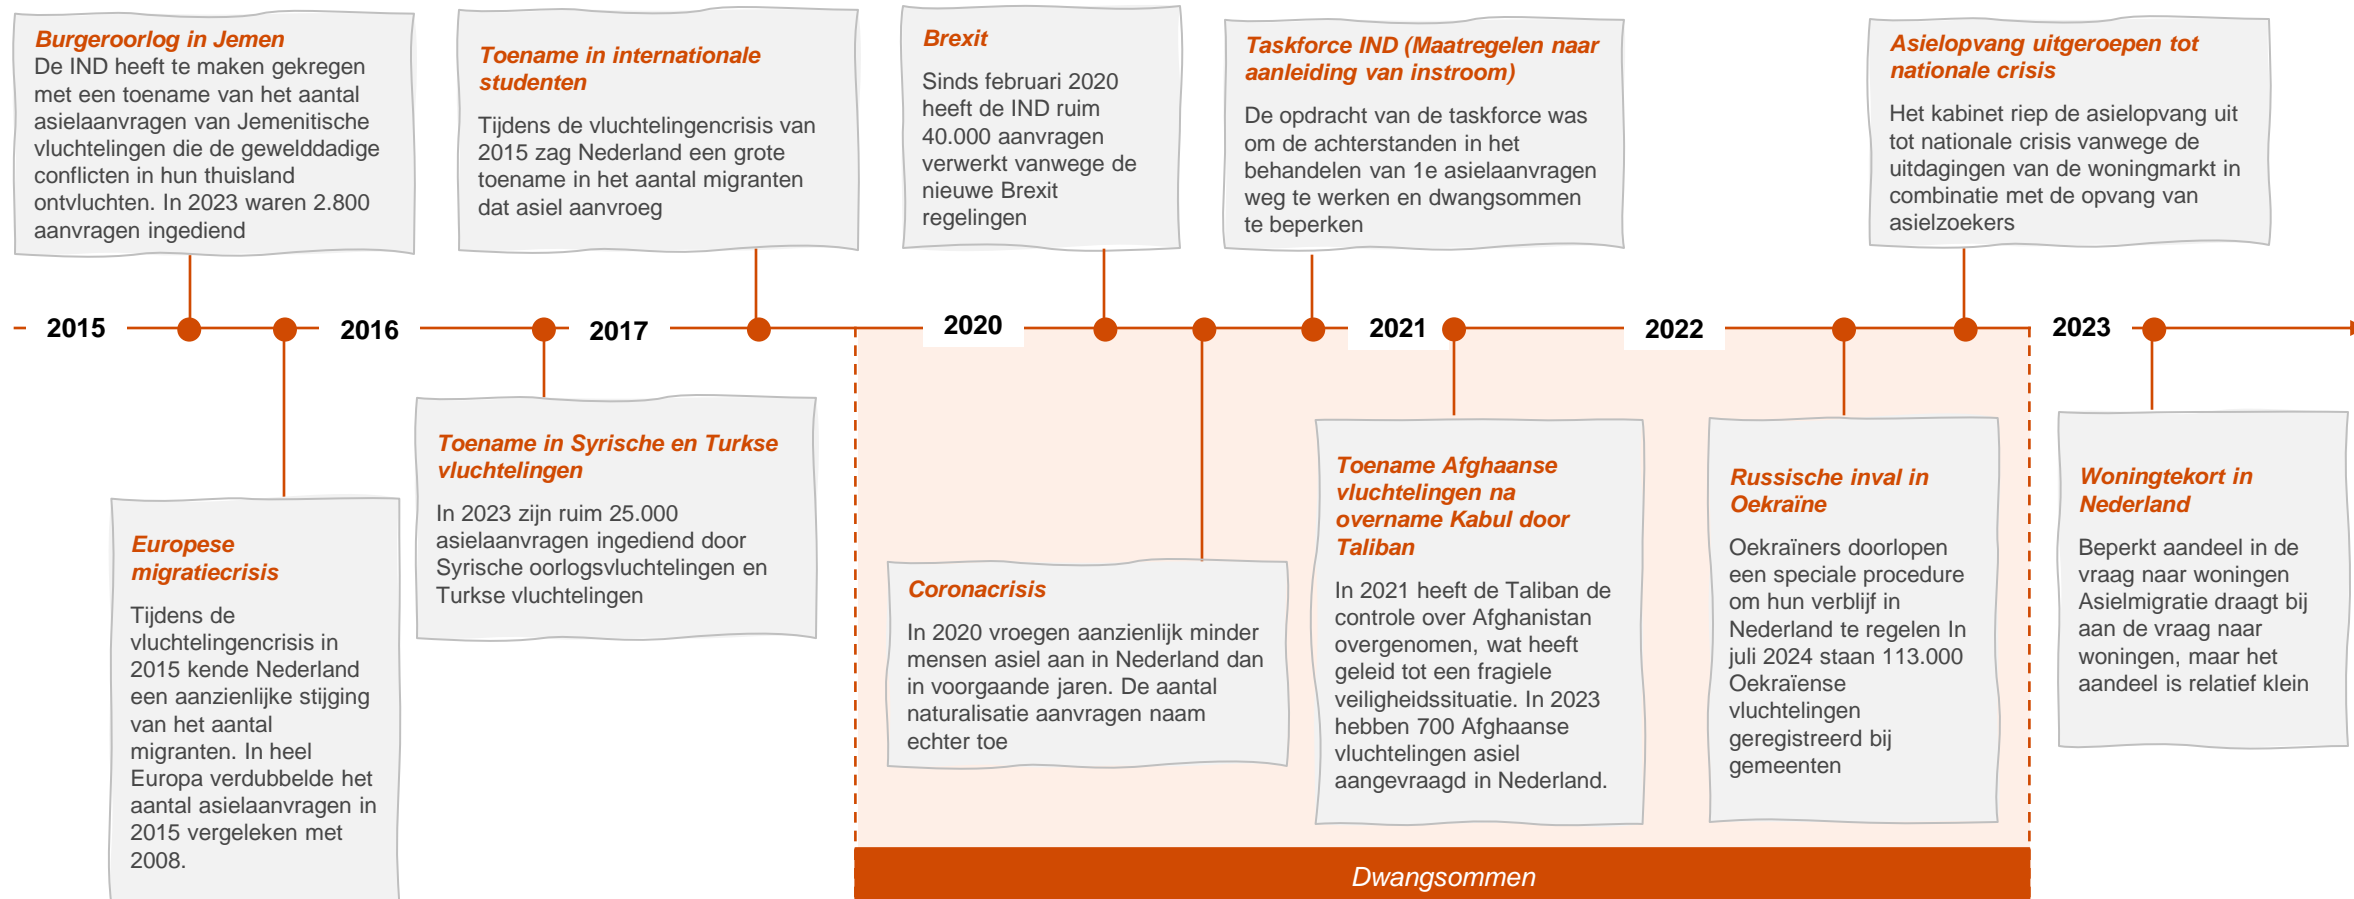 Burgeroorlog in Jemen
De IND heeft te maken gekregen
met een toename van het aantal
asielaanvragen van Jemenitische
vluchtelingen die de gewelddadige
conflicten in hun thuisland
ontvluchten. In 2023 waren 2.800
aanvragen ingediend
Toename in internationale
studenten
Tijdens de vluchtelingencrisis van
2015 zag Nederland een grote
toename in het aantal migranten
dat asiel aanvroeg
Brexit
Sinds februari 2020
heeft de IND ruim
40.000 aanvragen
verwerkt vanwege de
nieuwe Brexit
regelingen
Taskforce IND (Maatregelen naar
aanleiding van instroom)
De opdracht van de taskforce was
om de achterstanden in het
behandelen van 1e asielaanvragen
weg te werken en dwangsommen
te beperken
Asielopvang uitgeroepen tot
nationale crisis
Het kabinet riep de asielopvang uit
tot nationale crisis vanwege de
uitdagingen van de woningmarkt in
combinatie met de opvang van
asielzoekers
2015
2016
2017
2020
2021
2022
2023
Europese
migratiecrisis
Tijdens de
vluchtelingencrisis in
2015 kende Nederland
een aanzienlijke stijging
van het aantal
migranten. In heel
Europa verdubbelde het
aantal asielaanvragen in
2015 vergeleken met
2008.
Toename in Syrische en Turkse
vluchtelingen
In 2023 zijn ruim 25.000
asielaanvragen ingediend door
Syrische oorlogsvluchtelingen en
Turkse vluchtelingen
Coronacrisis
In 2020 vroegen aanzienlijk minder
mensen asiel aan in Nederland dan
in voorgaande jaren. De aantal
naturalisatie aanvragen naam
echter toe
Toename Afghaanse
vluchtelingen na
overname Kabul door
Taliban
In 2021 heeft de Taliban de
controle over Afghanistan
overgenomen, wat heeft
geleid tot een fragiele
veiligheidssituatie. In 2023
hebben 700 Afghaanse
vluchtelingen asiel
aangevraagd in Nederland.
Russische inval in
Oekraïne
Oekraïners doorlopen
een speciale procedure
om hun verblijf in
Nederland te regelen In
juli 2024 staan 113.000
Oekraïense
vluchtelingen
geregistreerd bij
gemeenten
Woningtekort in
Nederland
Beperkt aandeel in de
vraag naar woningen
Asielmigratie draagt bij
aan de vraag naar
woningen, maar het
aandeel is relatief klein
Dwangsommen